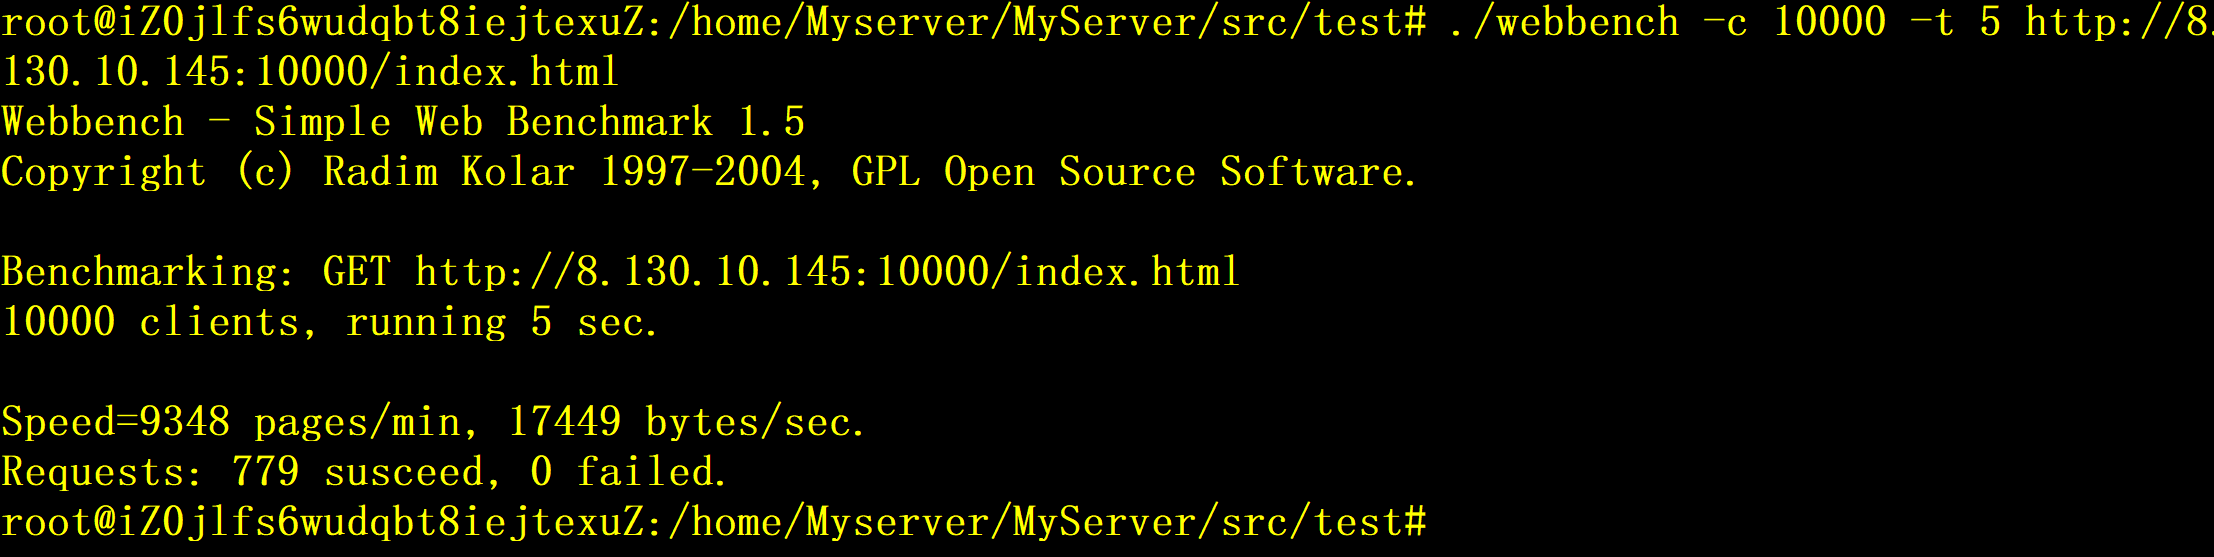 root@iZ0jlfs6wudqbt8iejtexuZ:/home/Myserver/MyServer/src/test# ./webbench -c 10000 -t 5 http://8.
130.10.145:10000/index.html
Webbench - Simple Web Benchmark 1.5
Copyright (c) Radim Kolar 1997-2004, GPL Open Source Software.
Benchmarking: GET http://8.130.10.145:10000/index.html
10000 clients, running 5 sec.
Speed=9348 pages/min, 17449 bytes/sec.
Requests: 779 susceed, 0 failed.
root@iZ0jlfs6wudqbt8iejtexuZ:/home/Myserver/MyServer/src/test#